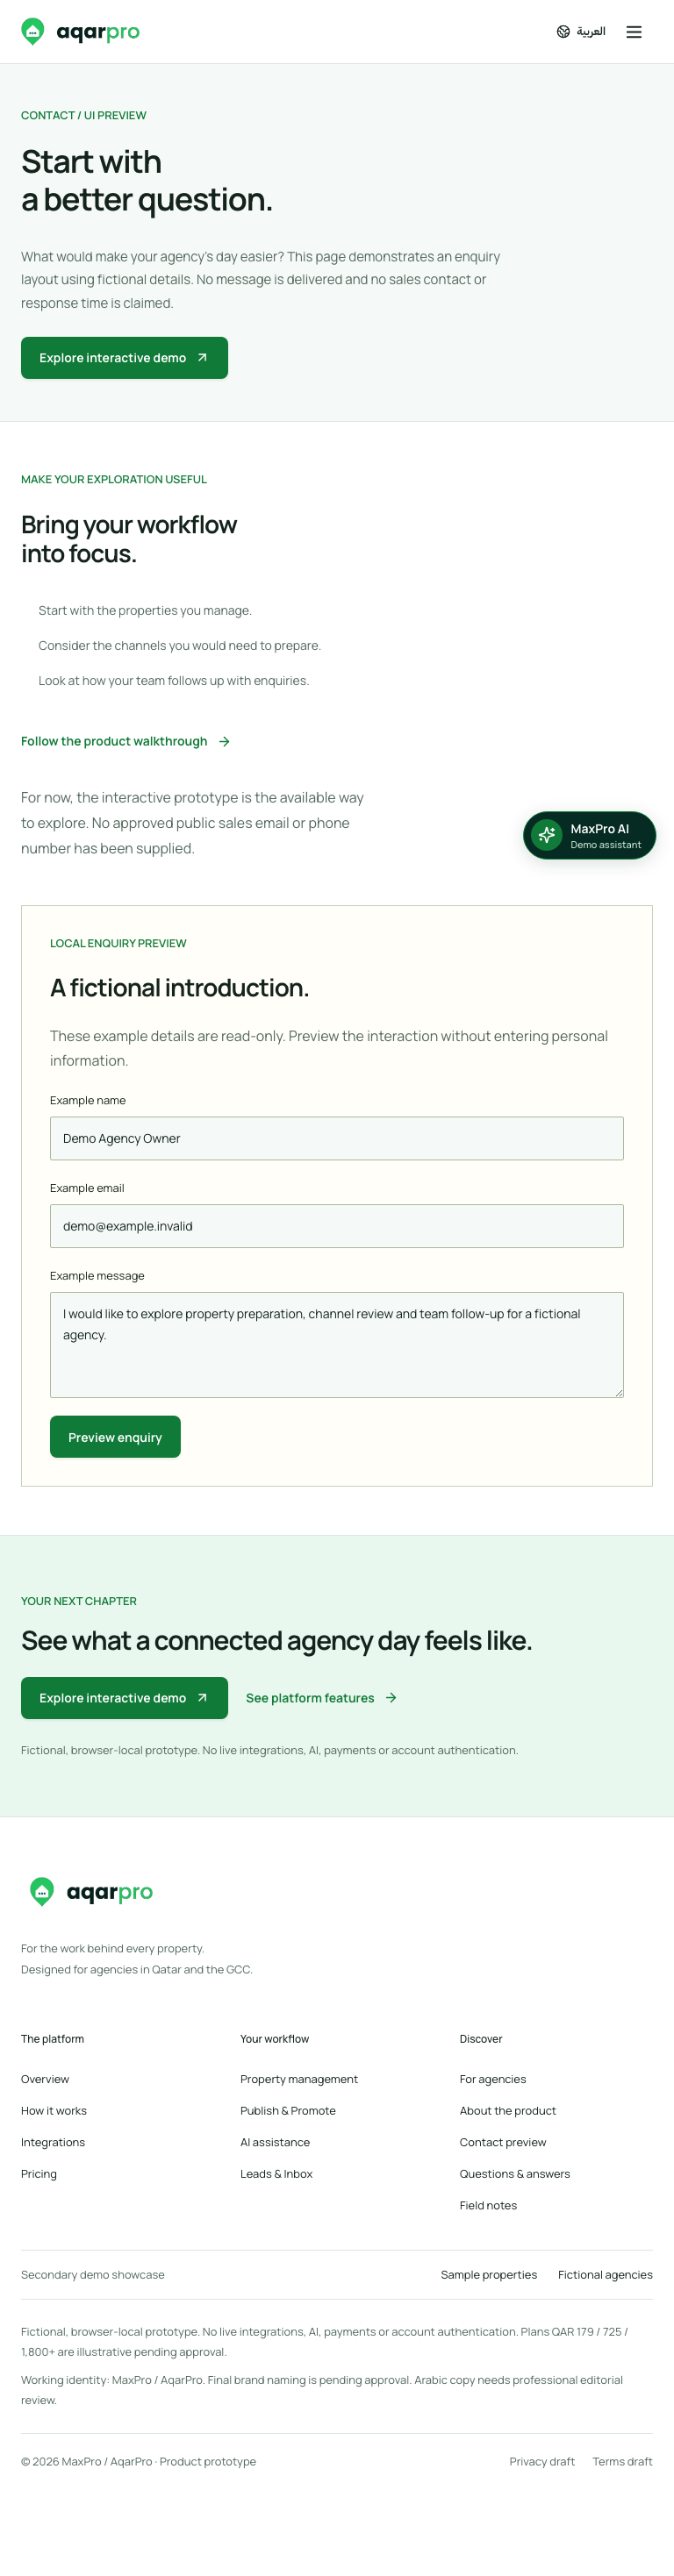 aqarpro
العربية
CONTACT / UI PREVIEW
Start with
a better question.
What would make your agency's day easier? This page demonstrates an enquiry
layout using fictional details. No message is delivered and no sales contact or
response time is claimed.
Explore interactive demo
MAKE YOUR EXPLORATION USEFUL
Bring your workflow
into focus.
Start with the properties you manage.
Consider the channels you would need to prepare.
Look at how your team follows up with enquiries.
Follow the product walkthrough
For now, the interactive prototype is the available way
to explore. No approved public sales email or phone
number has been supplied.
MaxPro AI
Demo assistant
LOCAL ENQUIRY PREVIEW
A fictional introduction.
These example details are read-only. Preview the interaction without entering personal
information.
Example name
Demo Agency Owner
Example email
demo@example.invalid
Example message
I would like to explore property preparation, channel review and team follow-up for a fictional
agency.
Preview enquiry
YOUR NEXT CHAPTER
See what a connected agency day feels like.
Explore interactive demo
See platform features
Fictional, browser-local prototype. No live integrations, AI, payments or account authentication.
aqarpro
For the work behind every property.
Designed for agencies in Qatar and the GCC.
The platform
Overview
How it works
Integrations
Pricing
Your workflow
Property management
Publish & Promote
AI assistance
Leads & Inbox
Discover
For agencies
About the product
Contact preview
Questions & answers
Field notes
Secondary demo showcase
Sample properties
Fictional agencies
Fictional, browser-local prototype. No live integrations, AI, payments or account authentication. Plans QAR 179 / 725 /
1,800+ are illustrative pending approval.
Working identity: MaxPro / AqarPro. Final brand naming is pending approval. Arabic copy needs professional editorial
review.
© 2026 MaxPro / AqarPro · Product prototype
Privacy draft
Terms draft